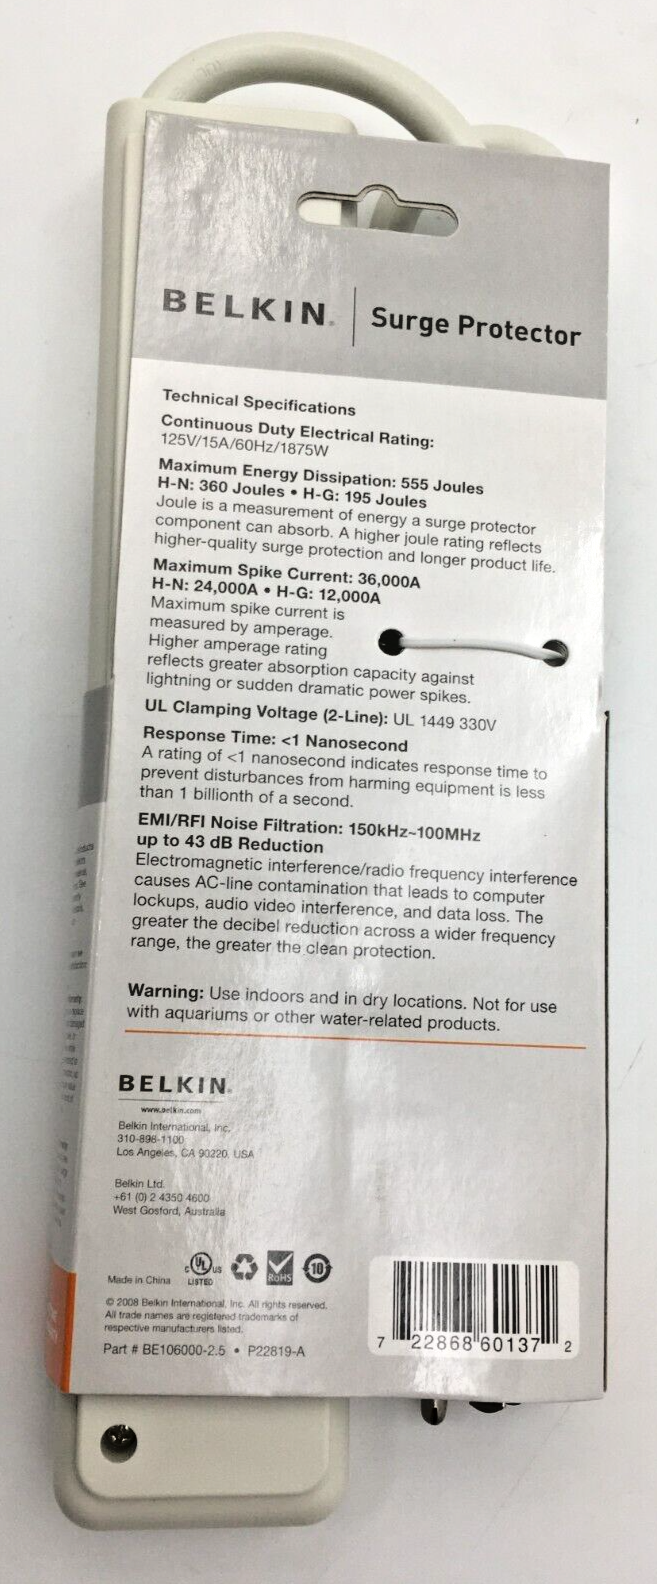 BELKIN® | Surge Protector
Technical Specifications
Continuous Duty Electrical Rating:
125V/15A/60Hz/1875W
Maximum Energy Dissipation: 555 Joules
H-N: 360 Joules • H-G: 195 Joules
Joule is a measurement of energy a surge protector
component can absorb. A higher joule rating reflects
higher-quality surge protection and longer product life.
Maximum Spike Current: 36,000A
H-N: 24,000A • H-G: 12,000A
Maximum spike current is
measured by amperage.
Higher amperage rating
reflects greater absorption capacity against
lightning or sudden dramatic power spikes.
UL Clamping Voltage (2-Line): UL 1449 330V
Response Time: <1 Nanosecond
A rating of <1 nanosecond indicates response time to
prevent disturbances from harming equipment is less
than 1 billionth of a second.
EMI/RFI Noise Filtration: 150kHz~100MHz
up to 43 dB Reduction
Electromagnetic interference/radio frequency interference
causes AC-line contamination that leads to computer
lockups, audio video interference, and data loss. The
greater the decibel reduction across a wider frequency
range, the greater the clean protection.
Warning: Use indoors and in dry locations. Not for use
with aquariums or other water-related products.
BELKIN®
www.belkin.com
Belkin International, Inc.
310-898-1100
Los Angeles, CA 90220, USA
Belkin Ltd.
+61 (0) 2 4350 4600
West Gosford, Australia
Made in China
c UL us LISTED
RoHS
10
© 2008 Belkin International, Inc. All rights reserved.
All trade names are registered trademarks of
respective manufacturers listed.
Part # BE106000-2.5 • P22819-A
7 22868 60137 2